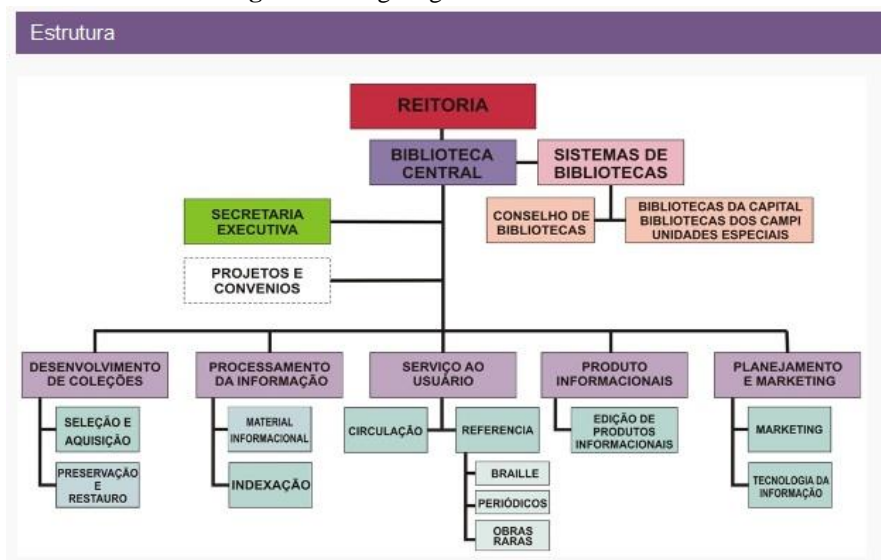 Estrutura
REITORIA
BIBLIOTECA
CENTRAL
SISTEMAS DE
BIBLIOTECAS
SECRETARIA
EXECUTIVA
CONSELHO DE
BIBLIOTECAS
BIBLIOTECAS DA CAPITAL
BIBLIOTECAS DOS CAMPI
UNIDADES ESPECIAIS
PROJETOS E
CONVENIOS
DESENVOLVIMENTO
DE COLEÇÕES
PROCESSAMENTO
DA INFORMAÇÃO
SERVIÇO AO
USUÁRIO
PRODUTO
INFORMACIONAIS
PLANEJAMENTO
E MARKETING
SELEÇÃO E
AQUISIÇÃO
PRESERVAÇÃO
E
RESTAURO
MATERIAL
INFORMACIONAL
INDEXAÇÃO
CIRCULAÇÃO
REFERENCIA
BRAILLE
PERIÓDICOS
OBRAS
RARAS
EDIÇÃO DE
PRODUTOS
INFORMACIONAIS
MARKETING
TECNOLOGIA DA
INFORMAÇÃO